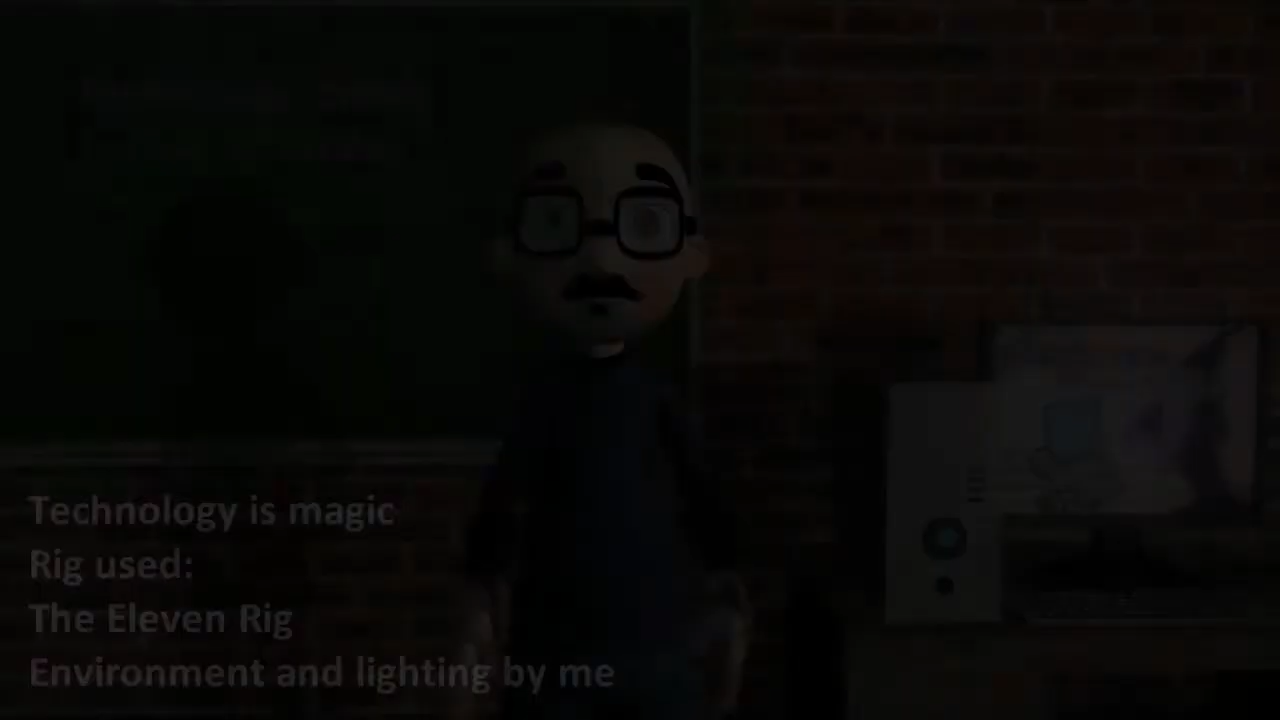 Technology is magic
Rig used:
The Eleven Rig
Environment and lighting by me